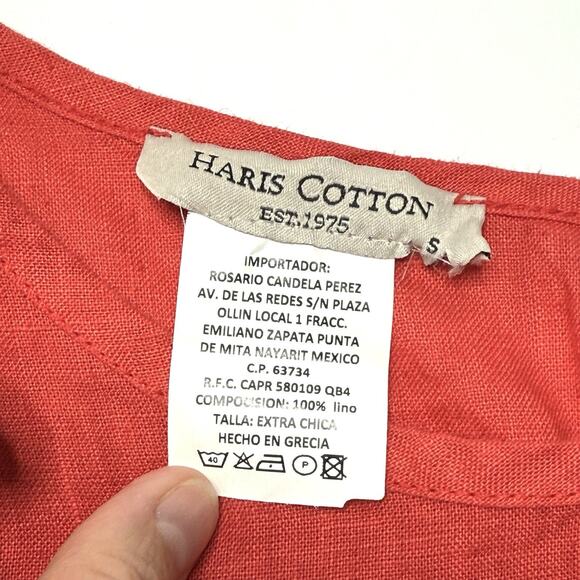 HARIS COTTON
EST.1975
S
IMPORTADOR:
ROSARIO CANDELA PEREZ
AV. DE LAS REDES S/N PLAZA
OLLIN LOCAL 1 FRACC.
EMILIANO ZAPATA PUNTA
DE MITA NAYARIT MEXICO
C.P. 63734
R.F.C. CAPR 580109 QB4
COMPOCISION: 100% lino
TALLA: EXTRA CHICA
HECHO EN GRECIA
40 P